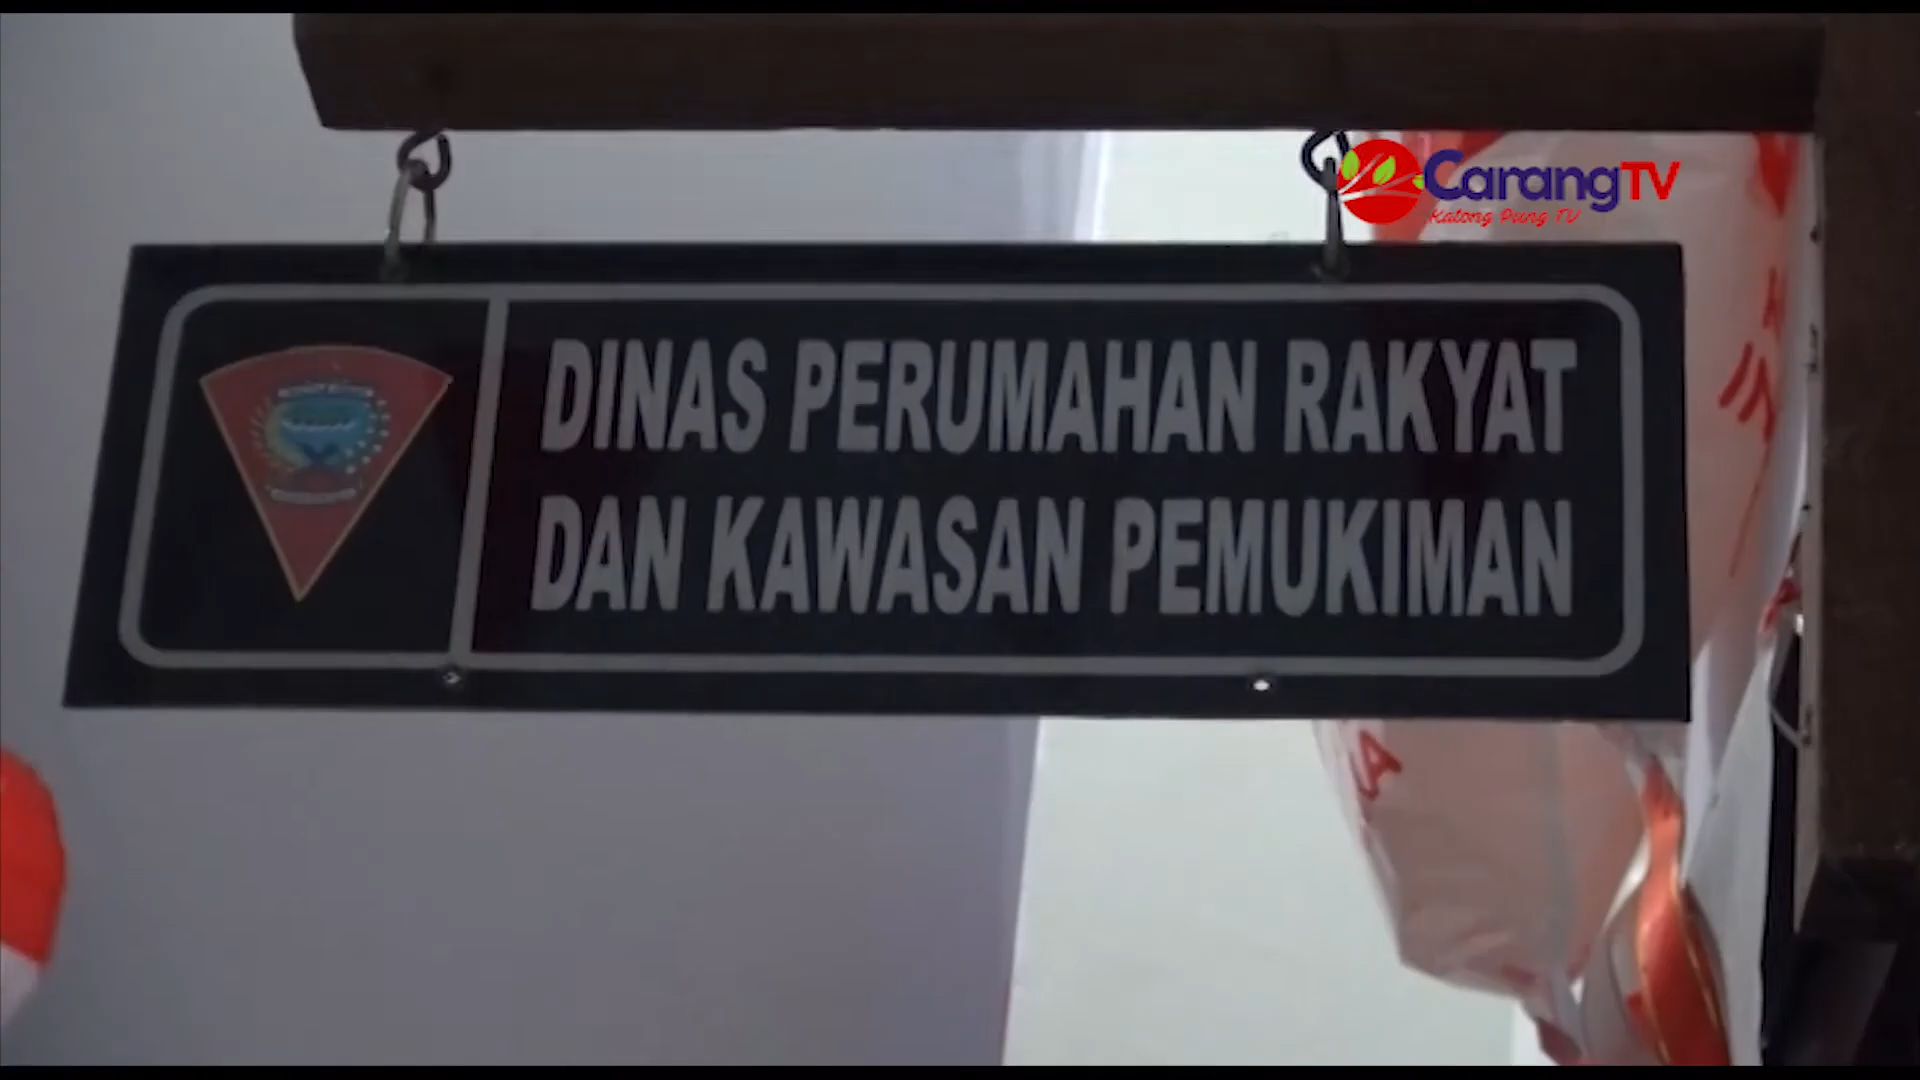 CarangTV
Katong Pung TV
DINAS PERUMAHAN RAKYAT
DAN KAWASAN PEMUKIMAN